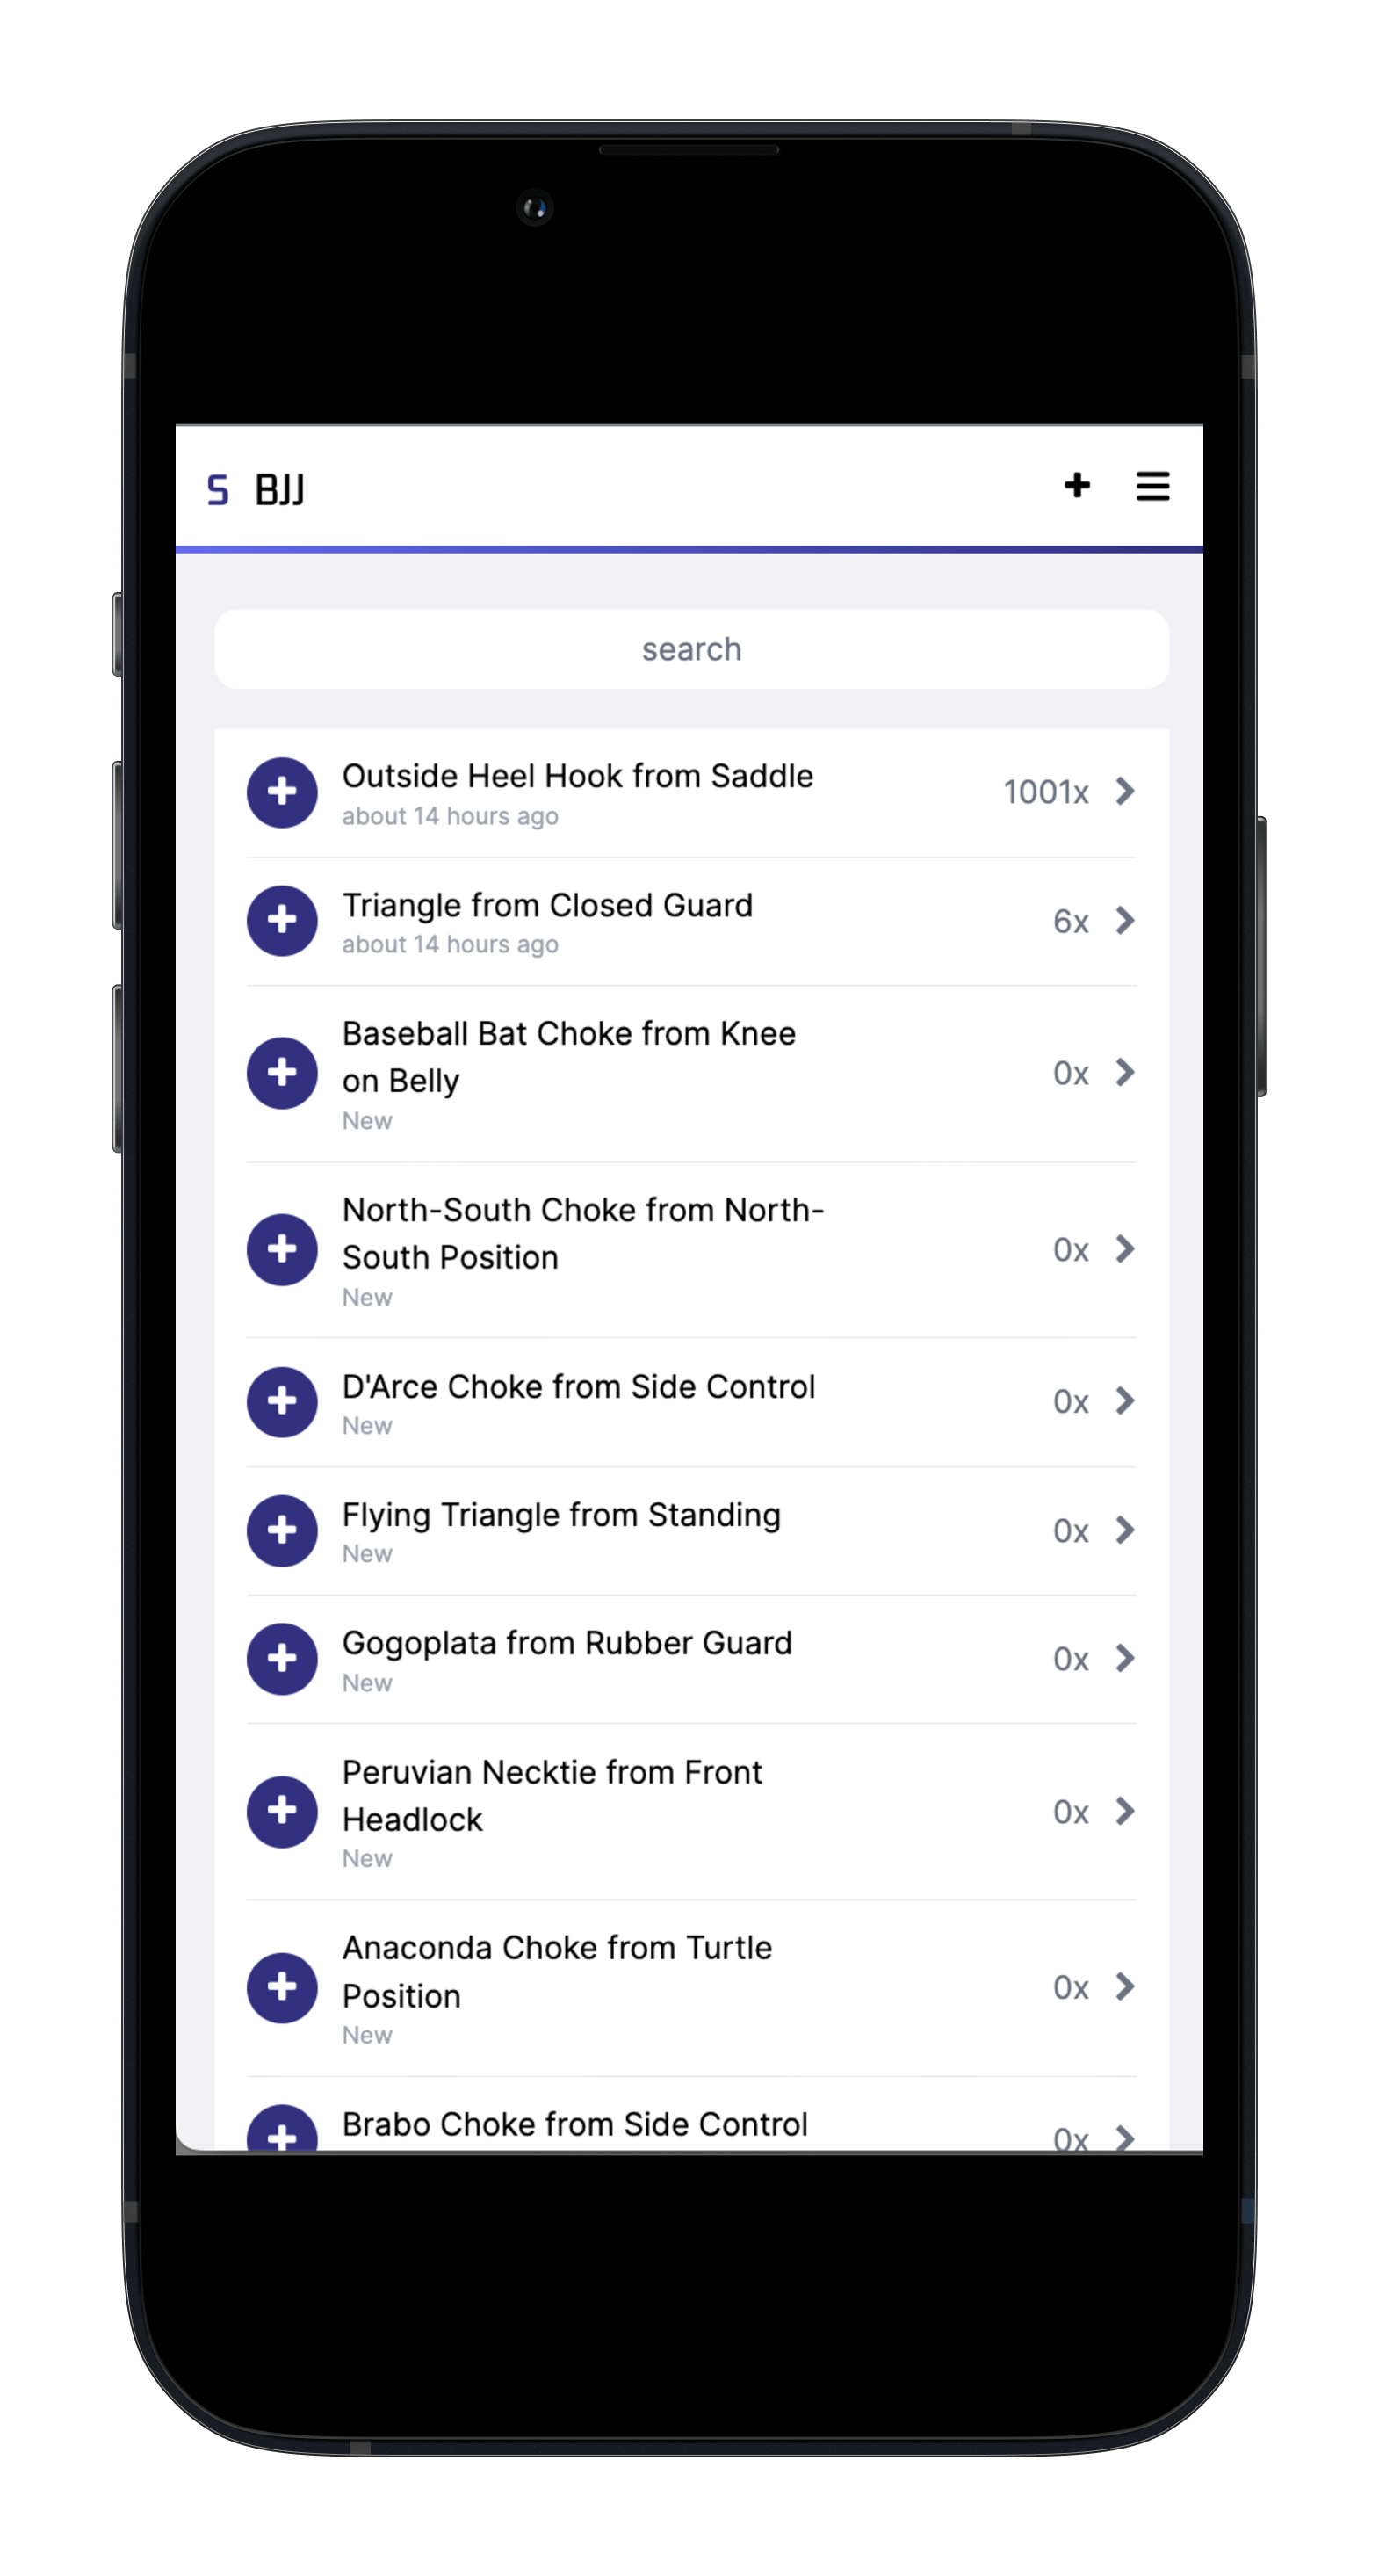 S BJJ
search
Outside Heel Hook from Saddle
about 14 hours ago
1001x
Triangle from Closed Guard
about 14 hours ago
6x
Baseball Bat Choke from Knee
on Belly
New
0x
North-South Choke from North-
South Position
New
0x
D'Arce Choke from Side Control
New
0x
Flying Triangle from Standing
New
0x
Gogoplata from Rubber Guard
New
0x
Peruvian Necktie from Front
Headlock
New
0x
Anaconda Choke from Turtle
Position
New
0x
Brabo Choke from Side Control
0x